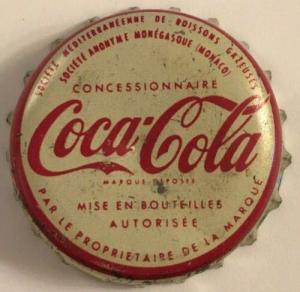 SOCIÉTÉ MÉDITERRANÉENNE DE BOISSONS GAZEUSES
SOCIÉTÉ ANONYME MONÉGASQUE (MONACO)
CONCESSIONNAIRE
Coca-Cola
MARQUE DÉPOSÉE
MISE EN BOUTEILLES
AUTORISÉE
PAR LE PROPRIETAIRE DE LA MARQUE